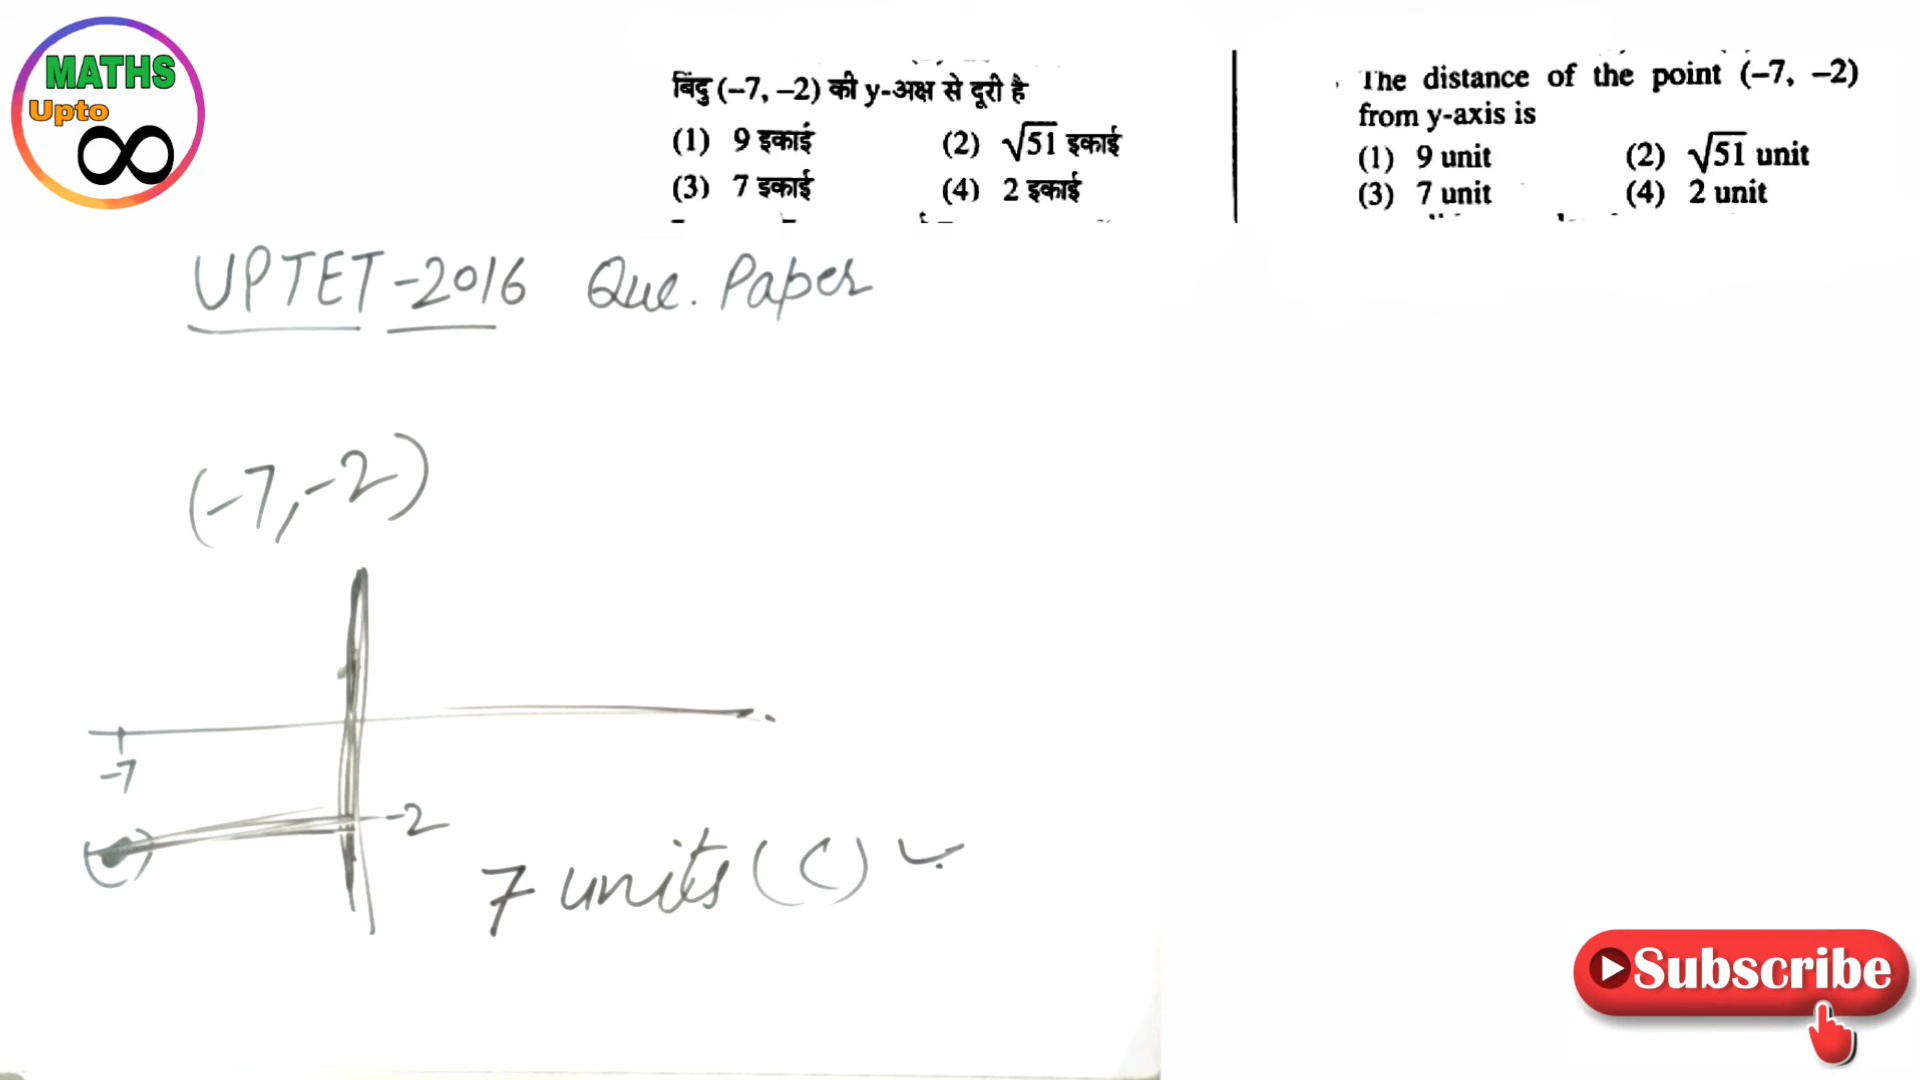 MATHS
Upto
∞
बिंदु (–7, –2) की y-अक्ष से दूरी है
(1) 9 इकाई (2) √51 इकाई
(3) 7 इकाई (4) 2 इकाई
The distance of the point (–7, –2)
from y-axis is
(1) 9 unit (2) √51 unit
(3) 7 unit (4) 2 unit
UPTET-2016 Que. Paper
(-7,-2)
-7
-2
7 units (C)
Subscribe